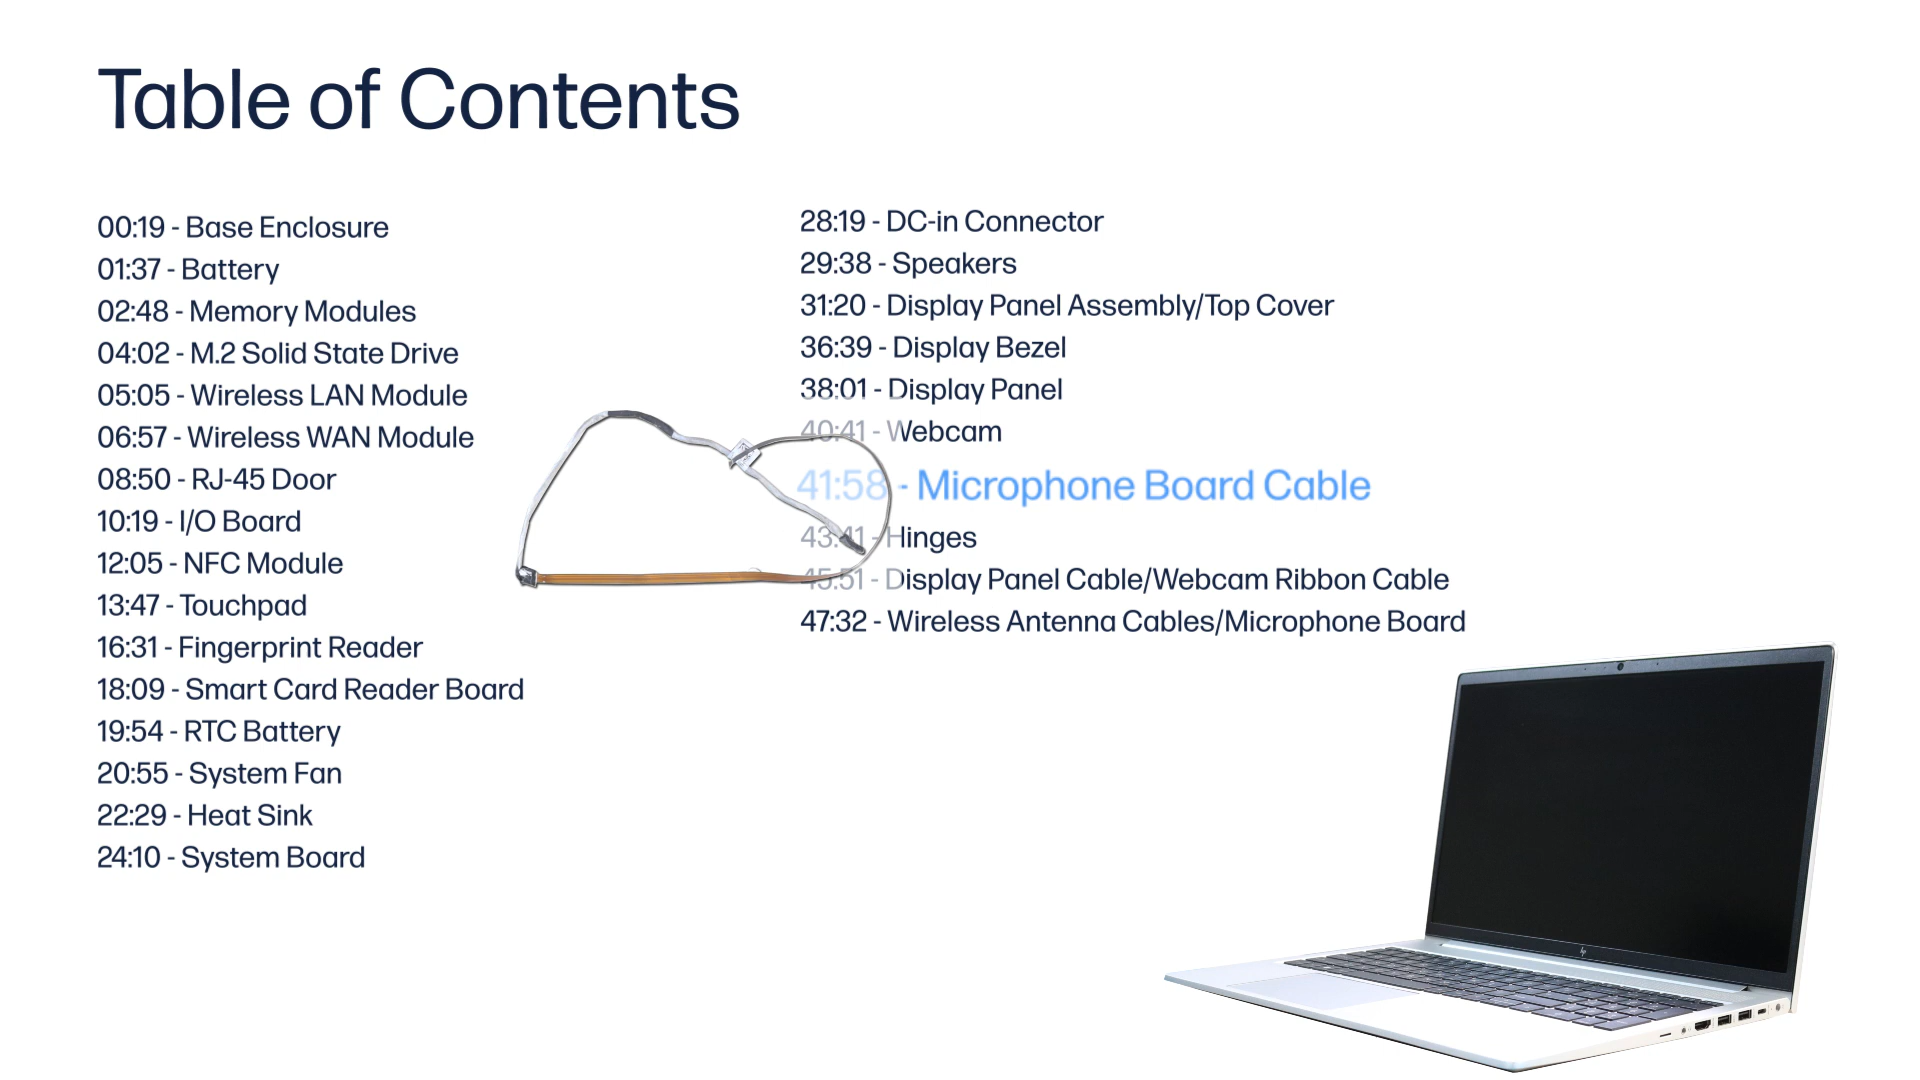 Table of Contents
00:19 - Base Enclosure
01:37 - Battery
02:48 - Memory Modules
04:02 - M.2 Solid State Drive
05:05 - Wireless LAN Module
06:57 - Wireless WAN Module
08:50 - RJ-45 Door
10:19 - I/O Board
12:05 - NFC Module
13:47 - Touchpad
16:31 - Fingerprint Reader
18:09 - Smart Card Reader Board
19:54 - RTC Battery
20:55 - System Fan
22:29 - Heat Sink
24:10 - System Board
28:19 - DC-in Connector
29:38 - Speakers
31:20 - Display Panel Assembly/Top Cover
36:39 - Display Bezel
38:01 - Display Panel
40:41 - Webcam
41:58 - Microphone Board Cable
43:41 - Hinges
45:51 - Display Panel Cable/Webcam Ribbon Cable
47:32 - Wireless Antenna Cables/Microphone Board
hp